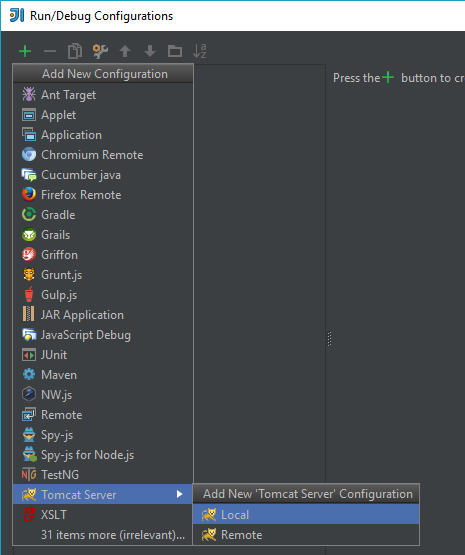 Run/Debug Configurations
Add New Configuration
Press the + button to cr
Ant Target
Applet
Application
Chromium Remote
Cucumber java
Firefox Remote
Gradle
Grails
Griffon
Grunt.js
Gulp.js
JAR Application
JavaScript Debug
JUnit
Maven
NW.js
Remote
Spy-js
Spy-js for Node.js
TestNG
Tomcat Server
Add New 'Tomcat Server' Configuration
XSLT
Local
31 items more (irrelevant)...
Remote